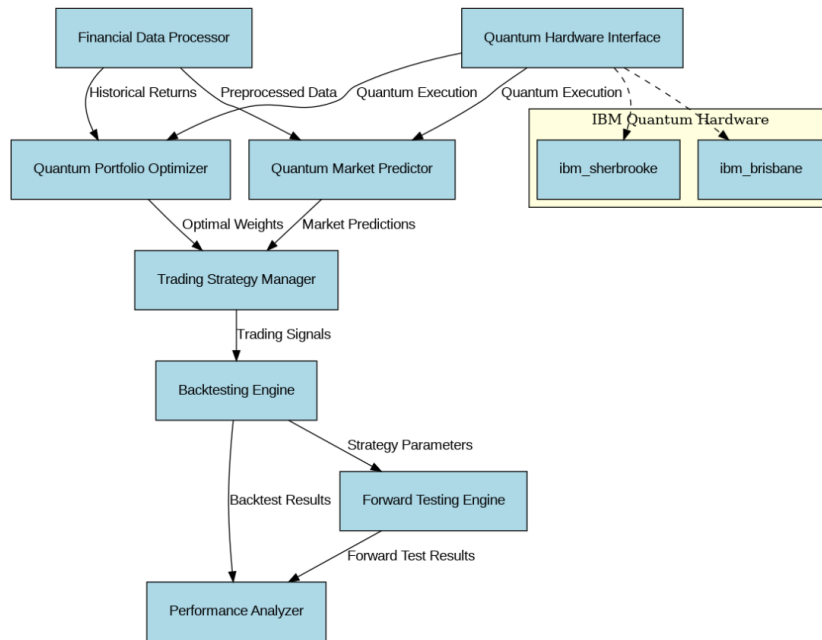 Financial Data Processor
Quantum Hardware Interface
Historical Returns
Preprocessed Data
Quantum Execution
Quantum Execution
IBM Quantum Hardware
Quantum Portfolio Optimizer
Quantum Market Predictor
ibm_sherbrooke
ibm_brisbane
Optimal Weights
Market Predictions
Trading Strategy Manager
Trading Signals
Backtesting Engine
Strategy Parameters
Backtest Results
Forward Testing Engine
Forward Test Results
Performance Analyzer